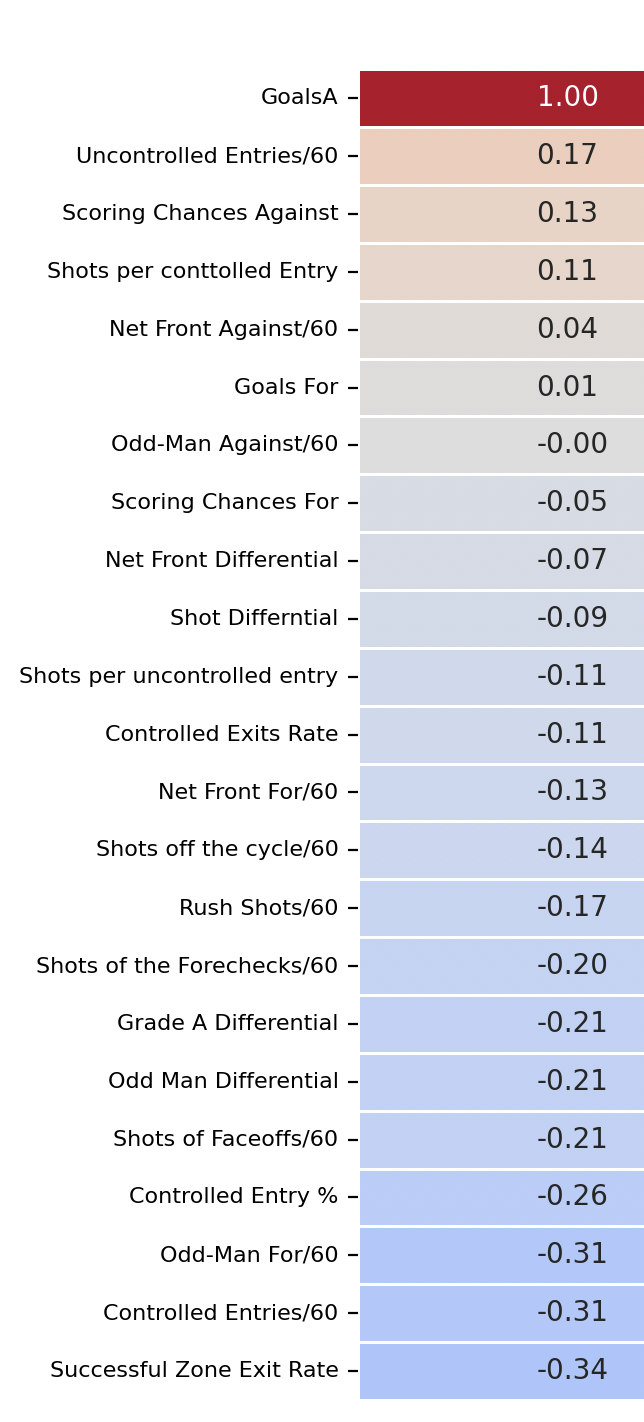 GoalsA 1.00
Uncontrolled Entries/60 0.17
Scoring Chances Against 0.13
Shots per conttolled Entry 0.11
Net Front Against/60 0.04
Goals For 0.01
Odd-Man Against/60 -0.00
Scoring Chances For -0.05
Net Front Differential -0.07
Shot Differntial -0.09
Shots per uncontrolled entry -0.11
Controlled Exits Rate -0.11
Net Front For/60 -0.13
Shots off the cycle/60 -0.14
Rush Shots/60 -0.17
Shots of the Forechecks/60 -0.20
Grade A Differential -0.21
Odd Man Differential -0.21
Shots of Faceoffs/60 -0.21
Controlled Entry % -0.26
Odd-Man For/60 -0.31
Controlled Entries/60 -0.31
Successful Zone Exit Rate -0.34